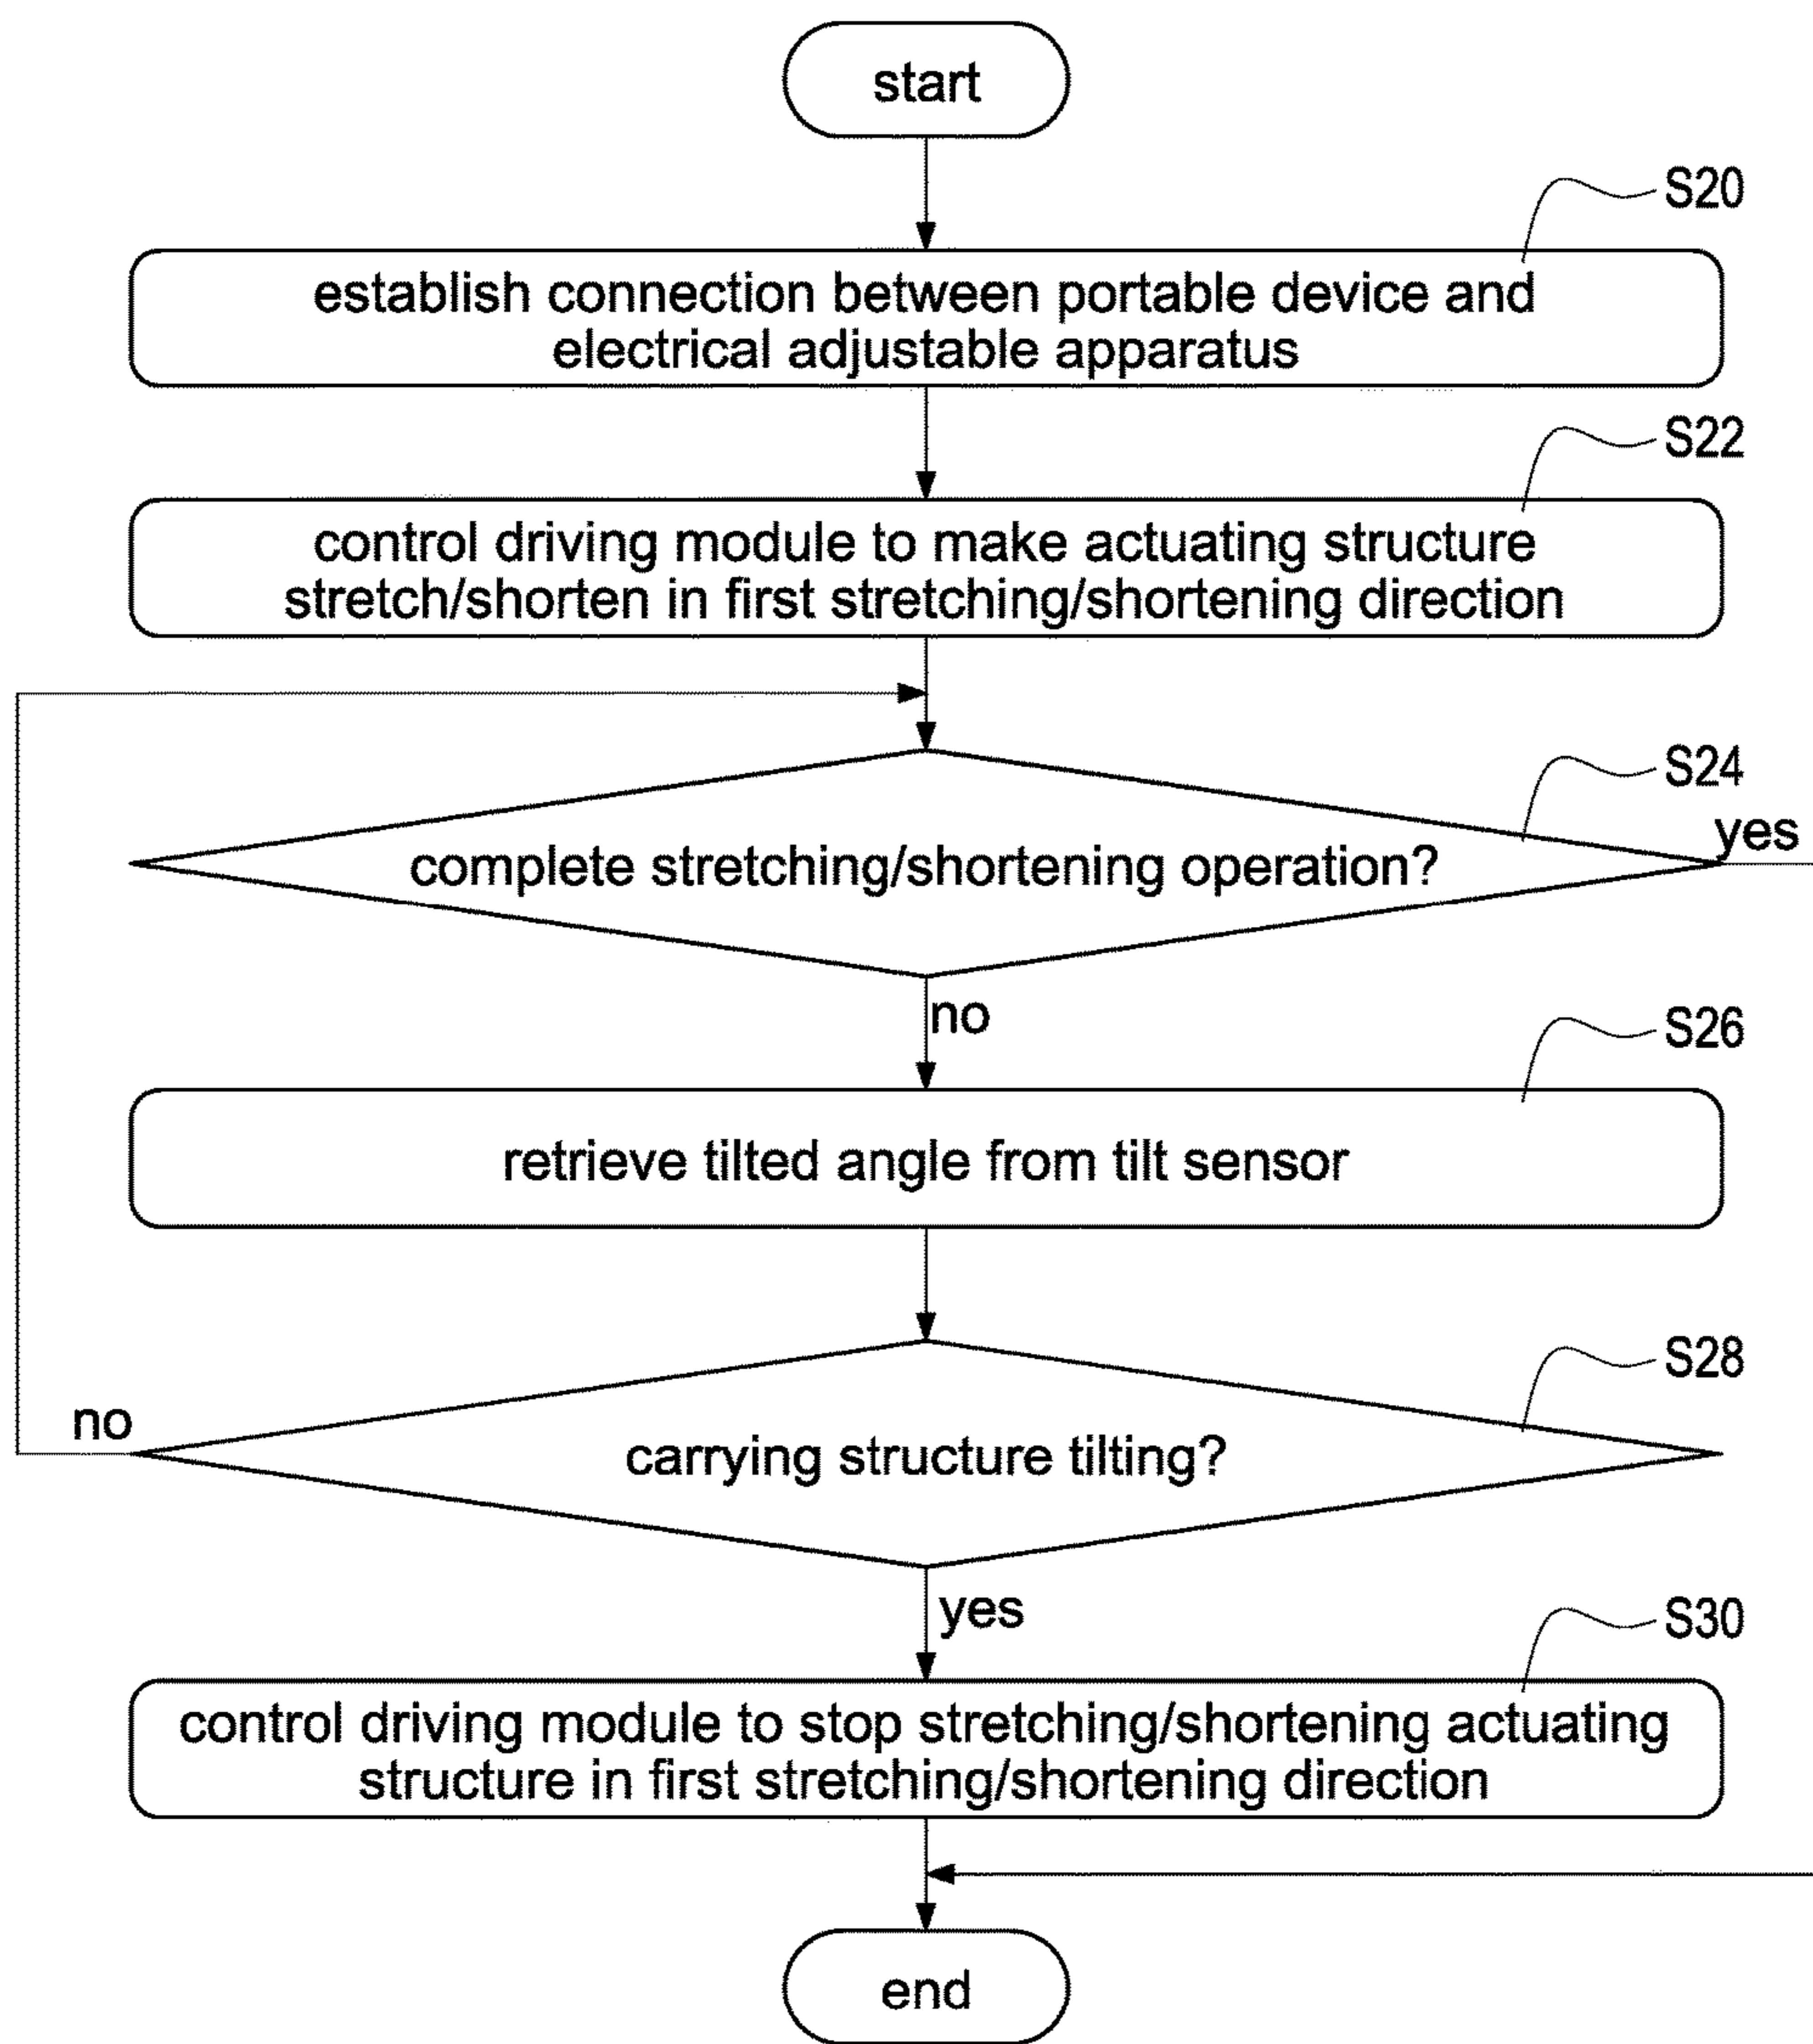 start
S20
establish connection between portable device and
electrical adjustable apparatus
S22
control driving module to make actuating structure
stretch/shorten in first stretching/shortening direction
S24
yes
complete stretching/shortening operation?
no
S26
retrieve tilted angle from tilt sensor
S28
no
carrying structure tilting?
yes
S30
control driving module to stop stretching/shortening actuating
structure in first stretching/shortening direction
end